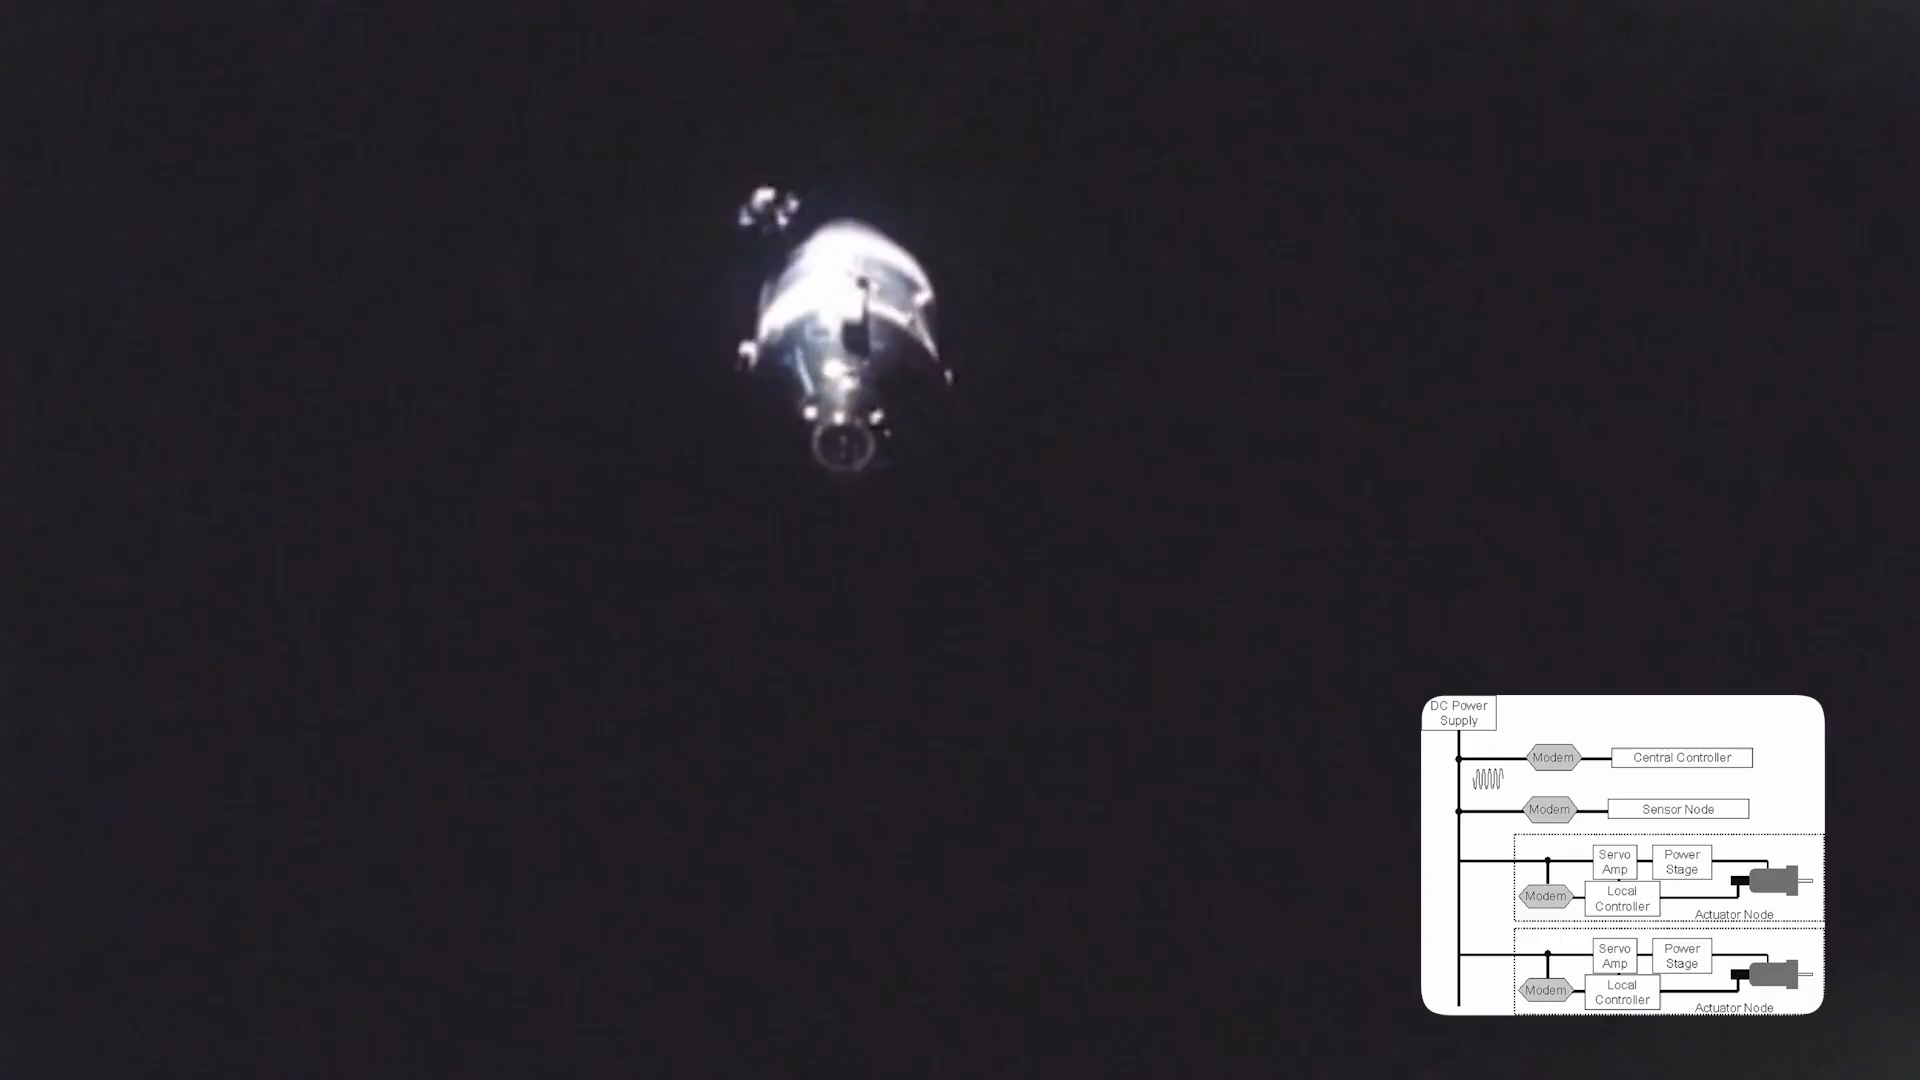 DC Power
Supply
Modem
Central Controller
Modem
Sensor Node
Servo
Amp
Power
Stage
Modem
Local
Controller
Actuator Node
Servo
Amp
Power
Stage
Modem
Local
Controller
Actuator Node